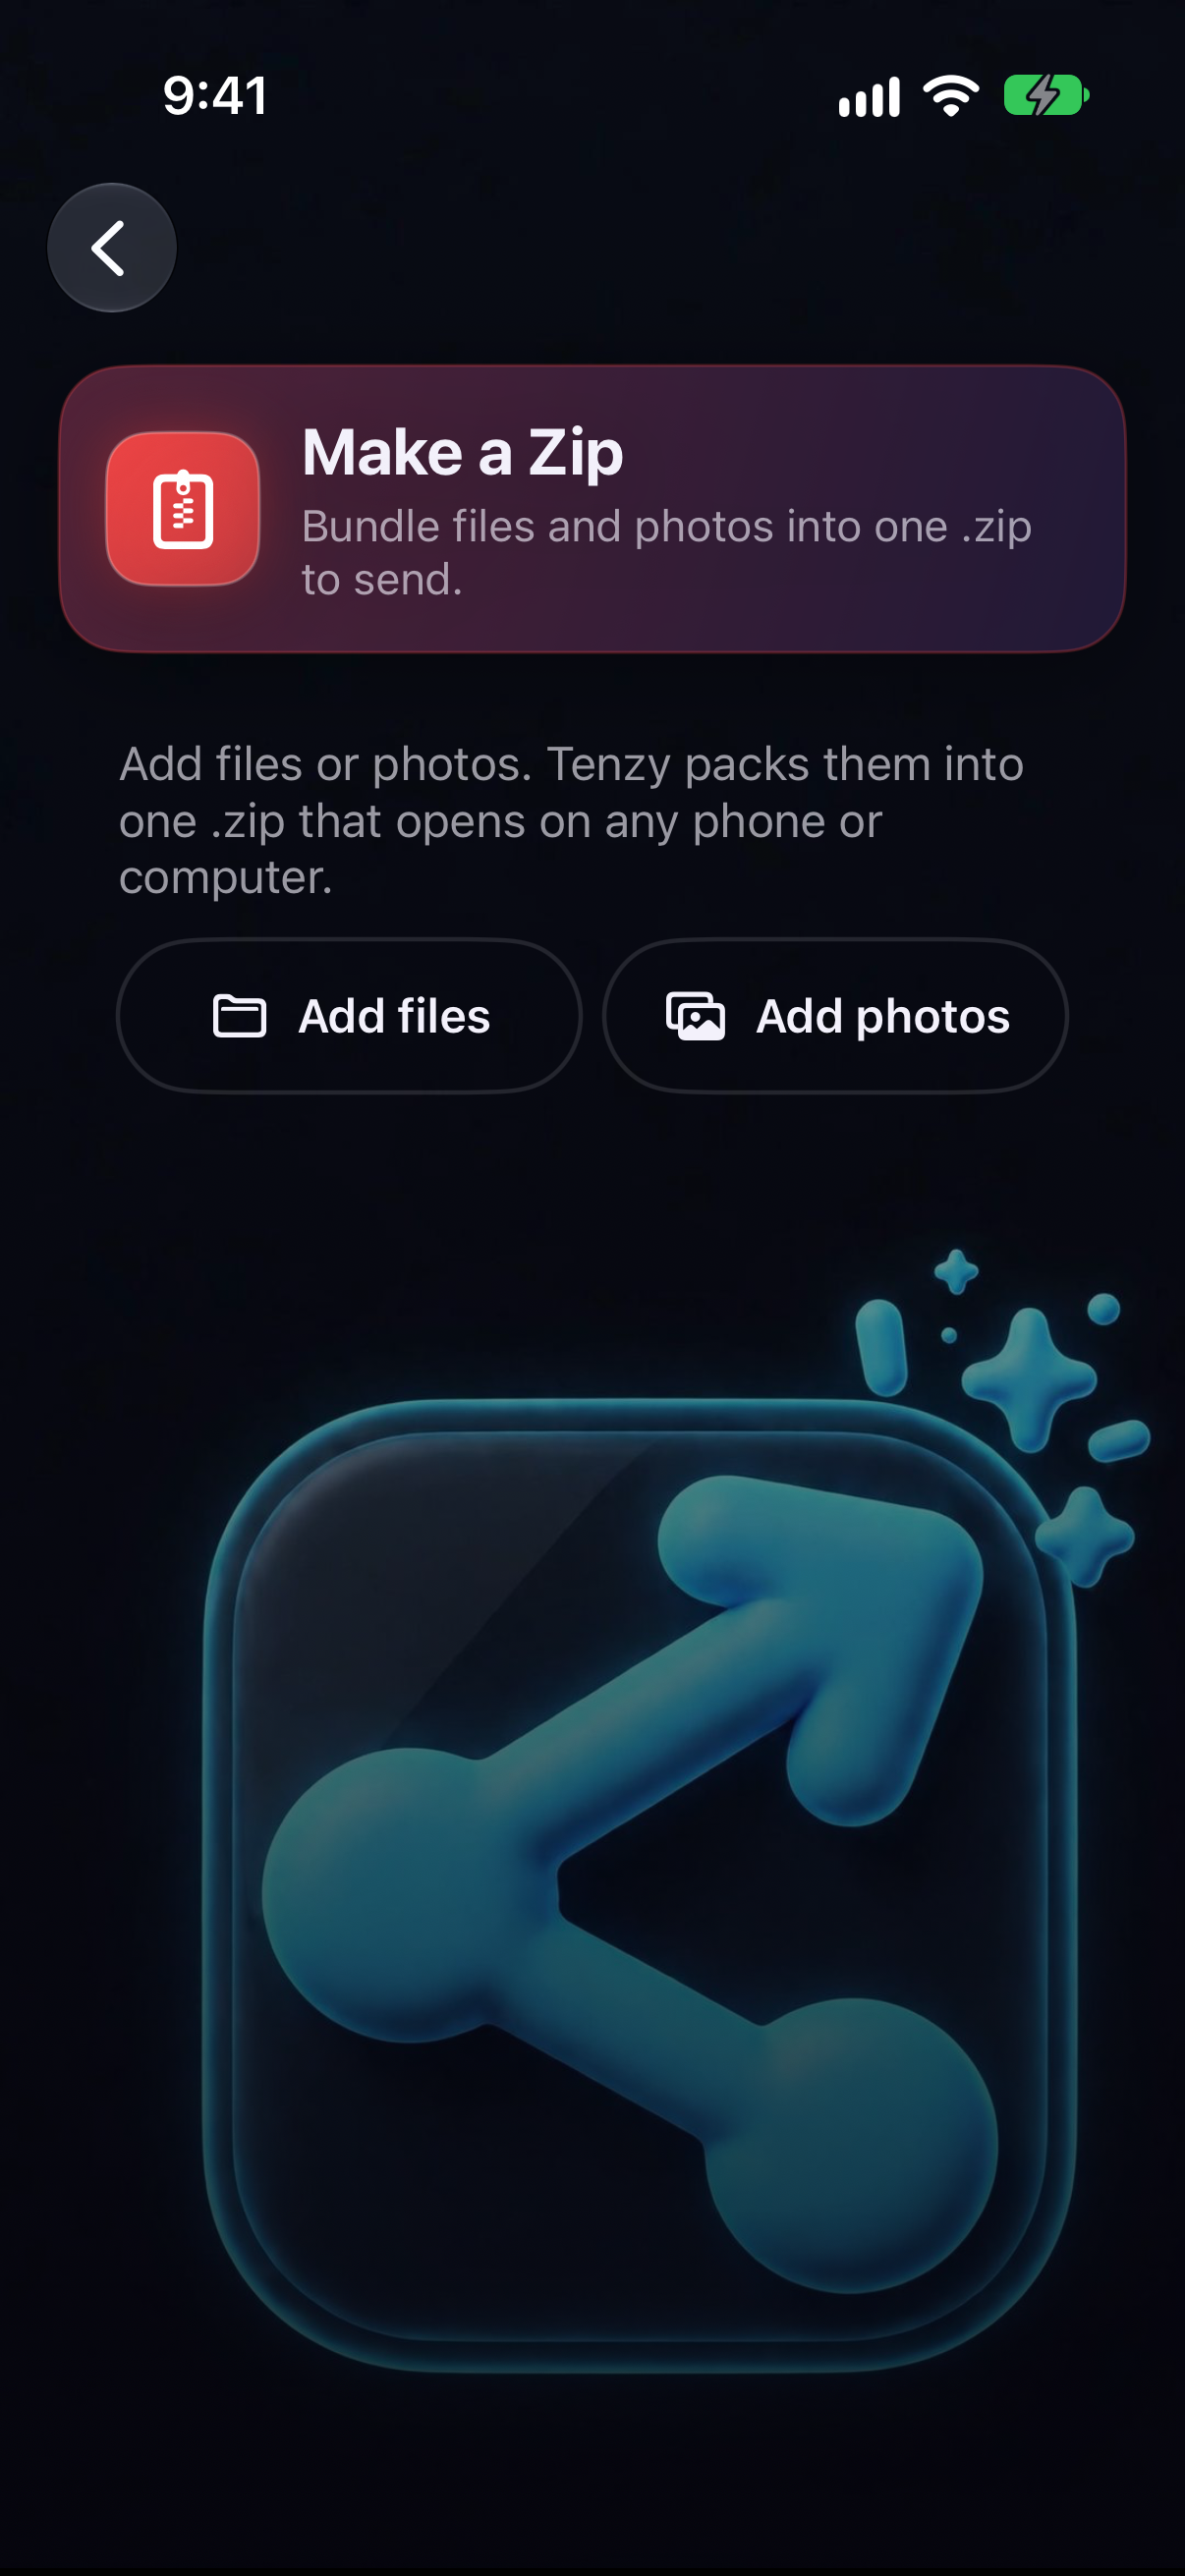 9:41
Make a Zip
Bundle files and photos into one .zip
to send.
Add files or photos. Tenzy packs them into
one .zip that opens on any phone or
computer.
Add files
Add photos